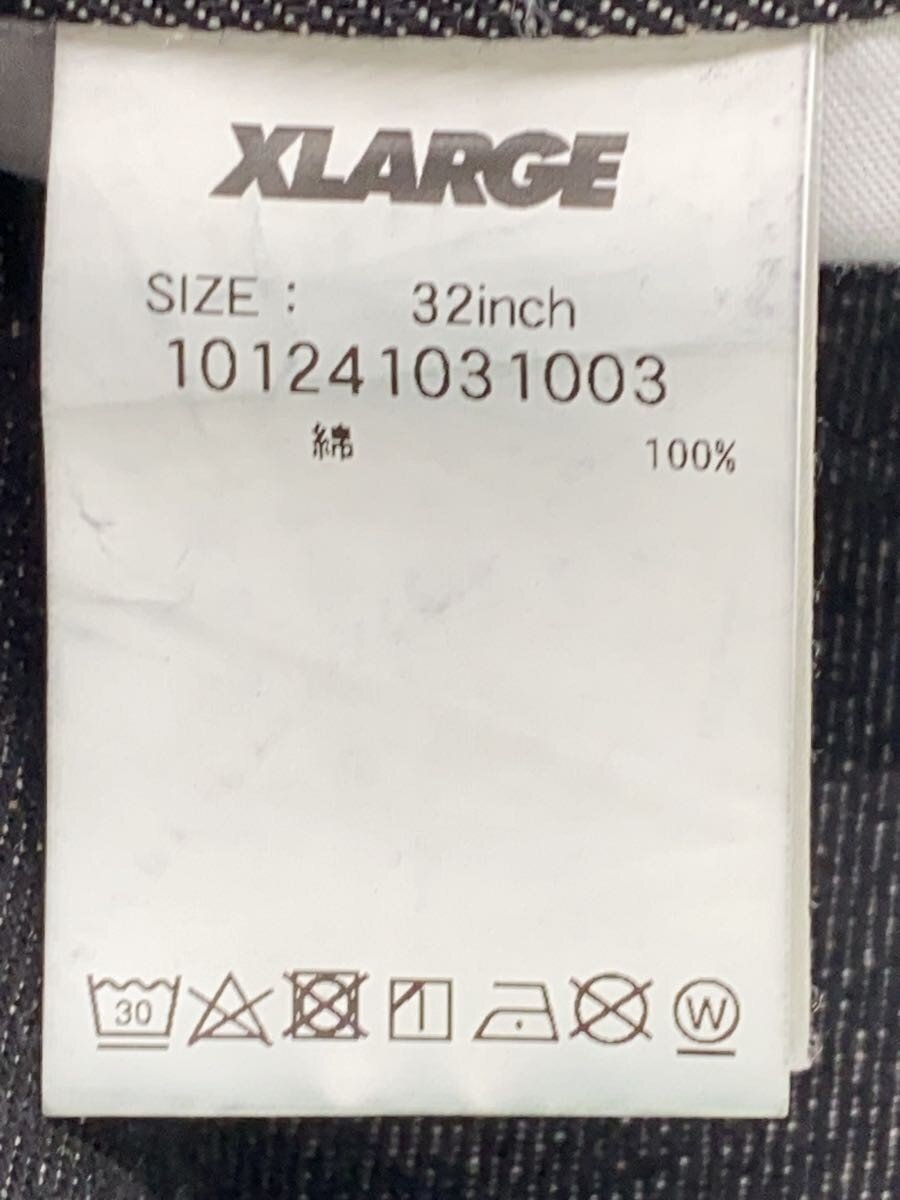 XLARGE
SIZE : 32inch
101241031003
綿 100%
30 W